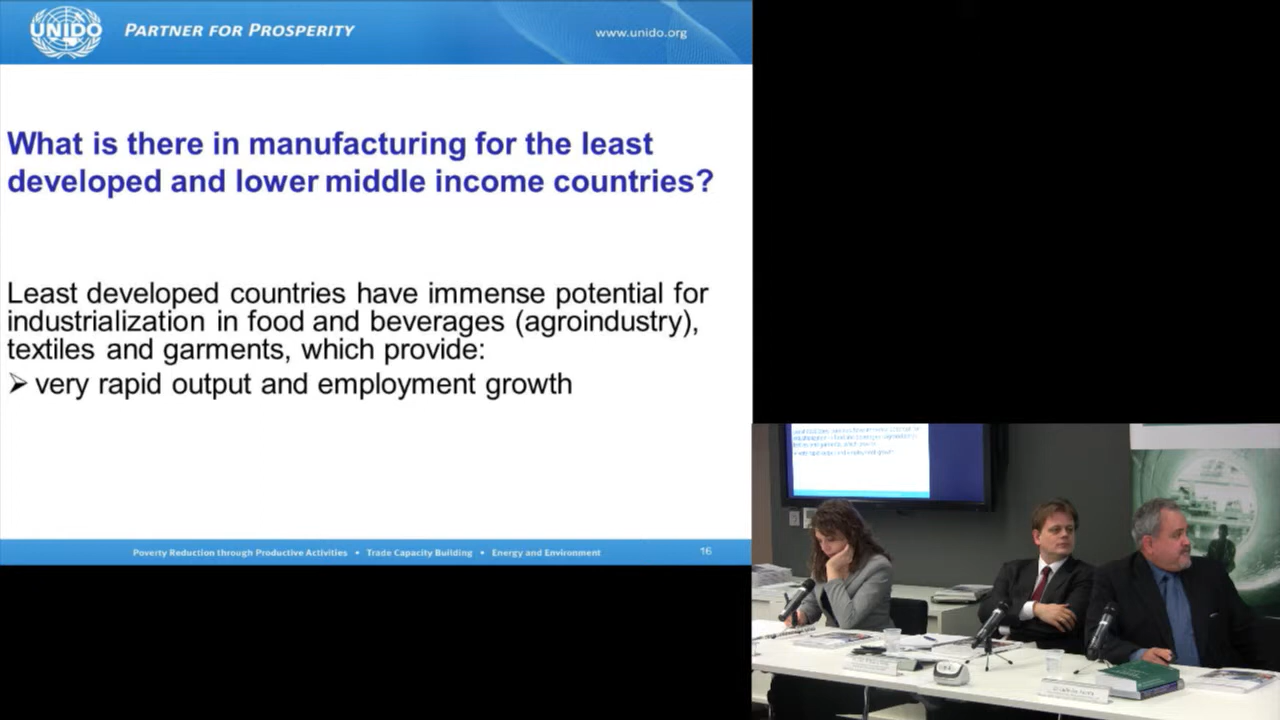 UNIDO
PARTNER FOR PROSPERITY
www.unido.org
What is there in manufacturing for the least
developed and lower middle income countries?
Least developed countries have immense potential for
industrialization in food and beverages (agroindustry),
textiles and garments, which provide:
➢ very rapid output and employment growth
Poverty Reduction through Productive Activities • Trade Capacity Building • Energy and Environment
16